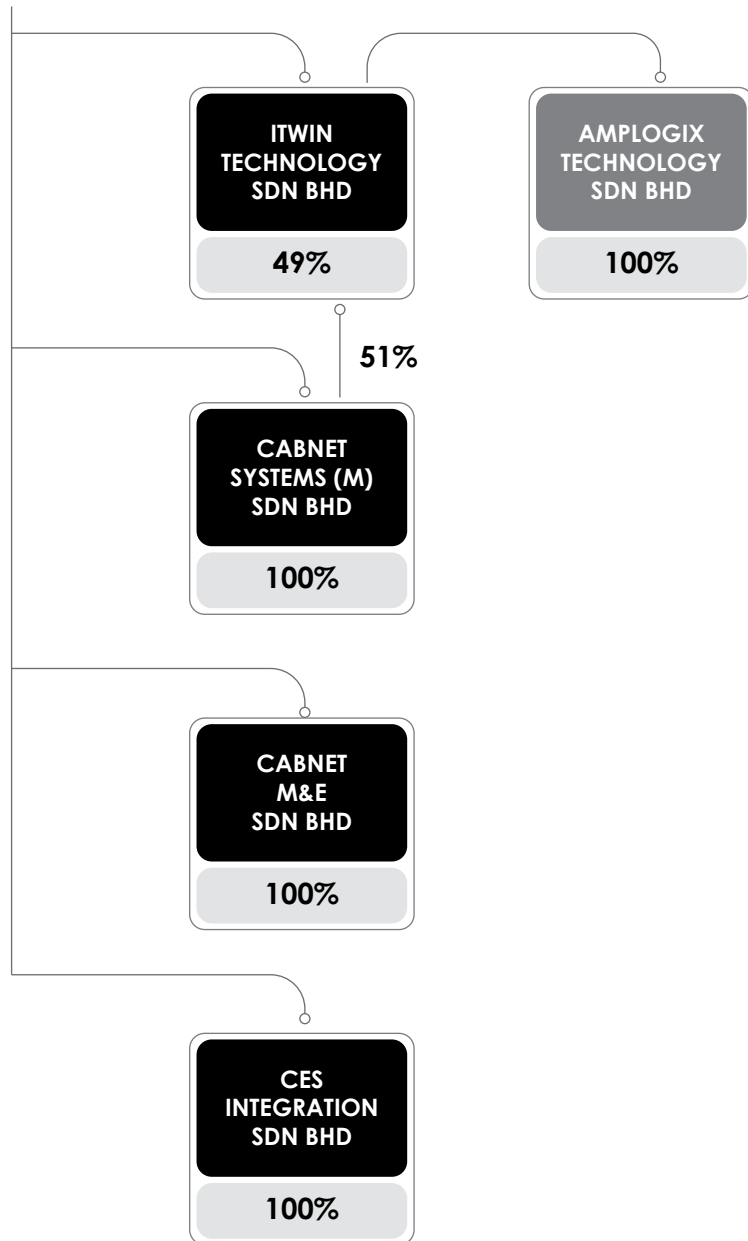 ITWIN
TECHNOLOGY
SDN BHD
49%
AMPLOGIX
TECHNOLOGY
SDN BHD
100%
51%
CABNET
SYSTEMS (M)
SDN BHD
100%
CABNET
M&E
SDN BHD
100%
CES
INTEGRATION
SDN BHD
100%